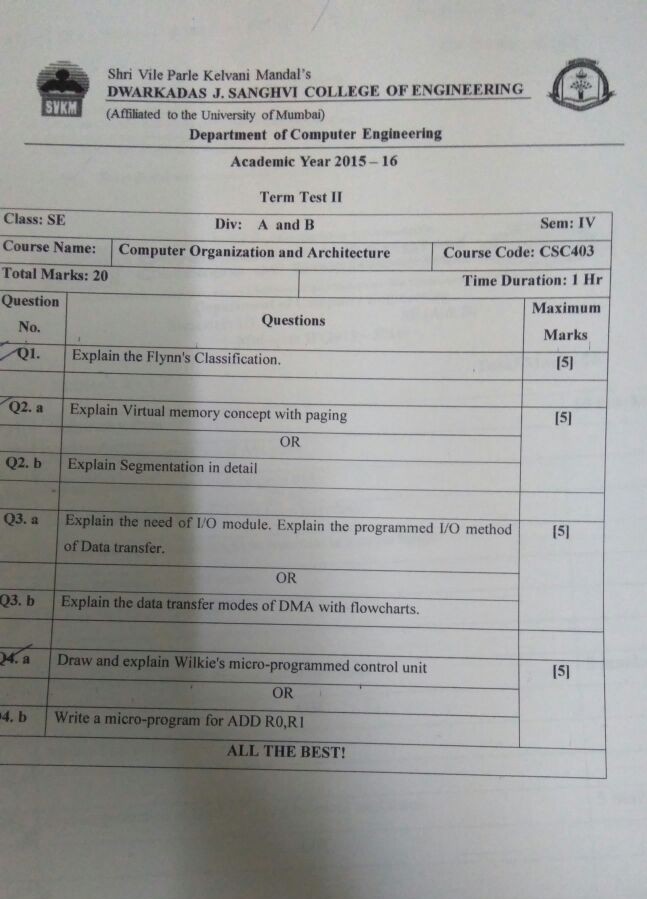 Shri Vile Parle Kelvani Mandal's
DWARKADAS J. SANGHVI COLLEGE OF ENGINEERING
(Affiliated to the University of Mumbai)
SVKM
Department of Computer Engineering
Academic Year 2015 – 16
Term Test II
Class: SE Div: A and B Sem: IV
Course Name: Computer Organization and Architecture Course Code: CSC403
Total Marks: 20 Time Duration: 1 Hr
Question No. Questions Maximum Marks
Q1. Explain the Flynn's Classification. [5]
Q2. a Explain Virtual memory concept with paging [5]
OR
Q2. b Explain Segmentation in detail
Q3. a Explain the need of I/O module. Explain the programmed I/O method [5]
of Data transfer.
OR
Q3. b Explain the data transfer modes of DMA with flowcharts.
Q4. a Draw and explain Wilkie's micro-programmed control unit [5]
OR
4. b Write a micro-program for ADD R0,R1
ALL THE BEST!